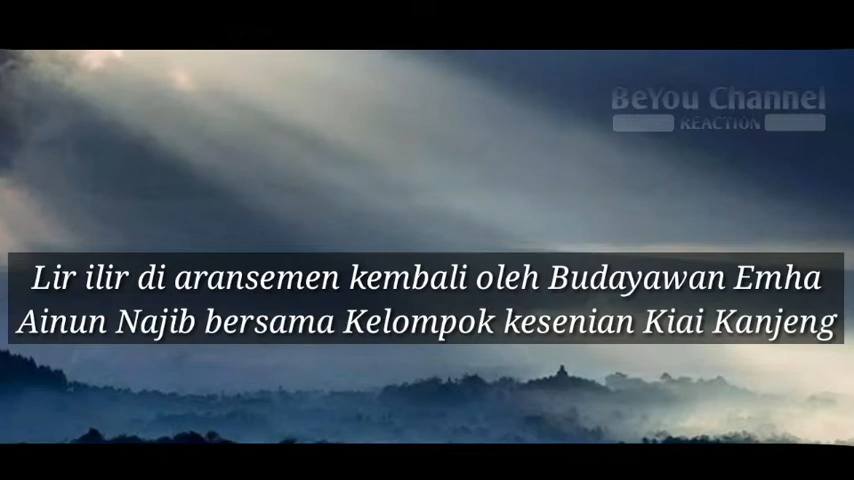 BeYou Channel
REACTION
Lir ilir di aransemen kembali oleh Budayawan Emha
Ainun Najib bersama Kelompok kesenian Kiai Kanjeng